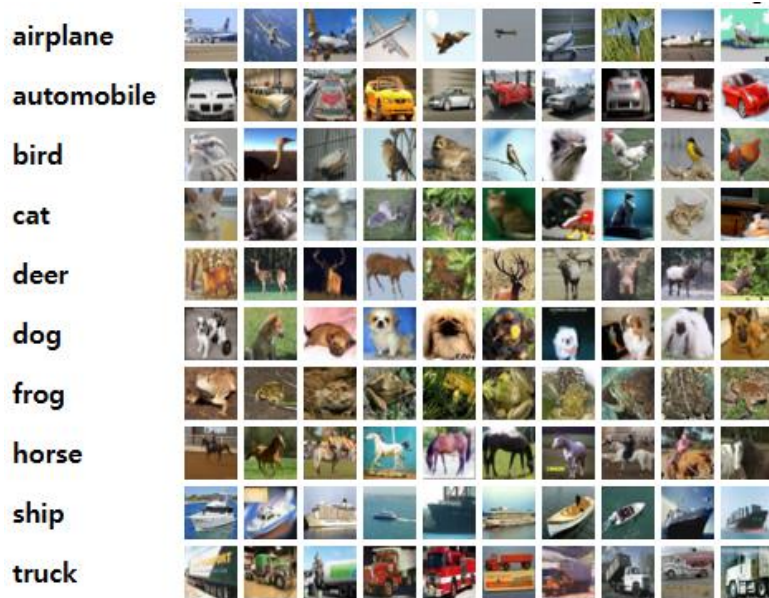 airplane
automobile
bird
cat
deer
dog
frog
horse
ship
truck